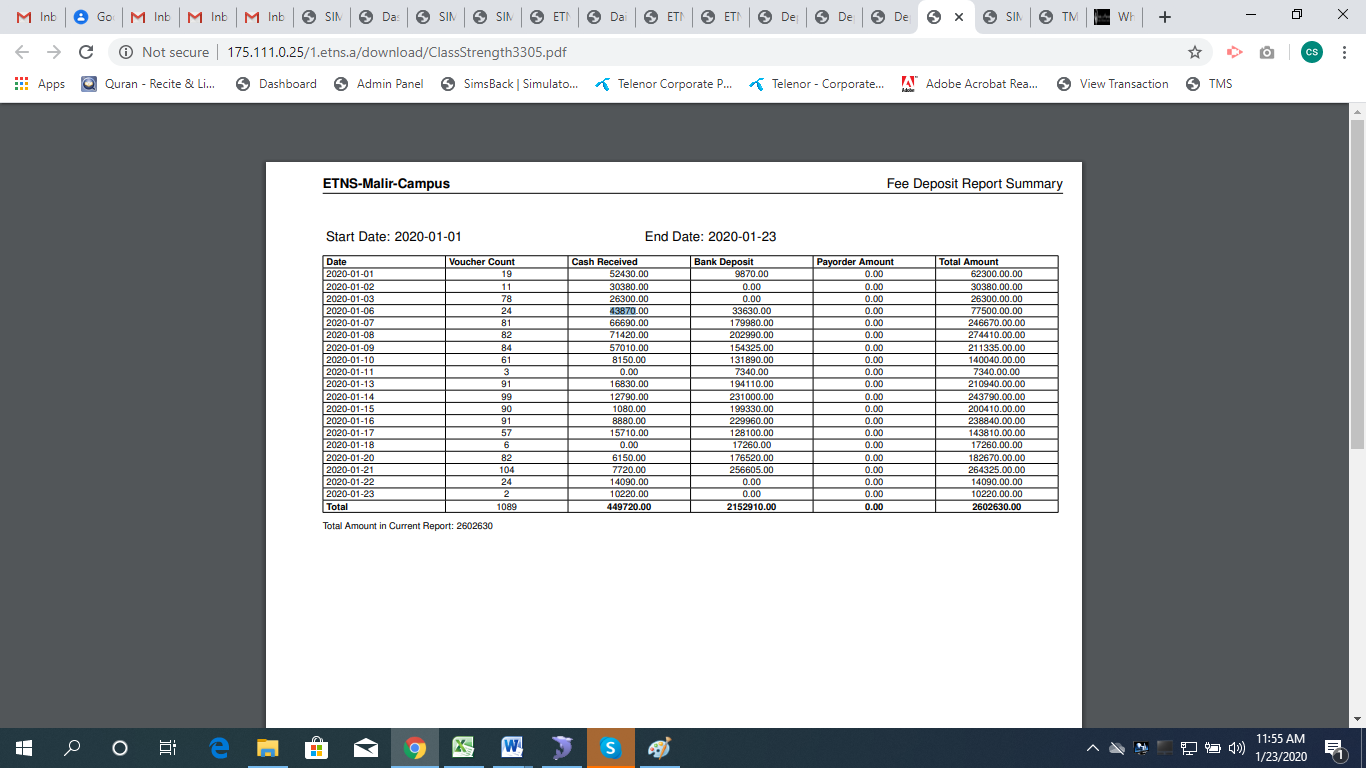 Inb Go Inb Inb Inb SIM Das SIM SIM ETN Dai ETN ETN De De De SIM TM Wh
Not secure 175.111.0.25/1.etns.a/download/ClassStrength3305.pdf CS
Apps Quran - Recite & Li... Dashboard Admin Panel SimsBack | Simulato... Telenor Corporate P... Telenor - Corporate... Adobe Acrobat Rea... View Transaction TMS
ETNS-Malir-Campus Fee Deposit Report Summary
Start Date: 2020-01-01 End Date: 2020-01-23
Date Voucher Count Cash Received Bank Deposit Payorder Amount Total Amount
2020-01-01 19 52430.00 9870.00 0.00 62300.00.00
2020-01-02 11 30380.00 0.00 0.00 30380.00.00
2020-01-03 78 26300.00 0.00 0.00 26300.00.00
2020-01-06 24 43870.00 33630.00 0.00 77500.00.00
2020-01-07 81 66690.00 179980.00 0.00 246670.00.00
2020-01-08 82 71420.00 202990.00 0.00 274410.00.00
2020-01-09 84 57010.00 154325.00 0.00 211335.00.00
2020-01-10 61 8150.00 131890.00 0.00 140040.00.00
2020-01-11 3 0.00 7340.00 0.00 7340.00.00
2020-01-13 91 16830.00 194110.00 0.00 210940.00.00
2020-01-14 99 12790.00 231000.00 0.00 243790.00.00
2020-01-15 90 1080.00 199330.00 0.00 200410.00.00
2020-01-16 91 8880.00 229960.00 0.00 238840.00.00
2020-01-17 57 15710.00 128100.00 0.00 143810.00.00
2020-01-18 6 0.00 17260.00 0.00 17260.00.00
2020-01-20 82 6150.00 176520.00 0.00 182670.00.00
2020-01-21 104 7720.00 256605.00 0.00 264325.00.00
2020-01-22 24 14090.00 0.00 0.00 14090.00.00
2020-01-23 2 10220.00 0.00 0.00 10220.00.00
Total 1089 449720.00 2152910.00 0.00 2602630.00
Total Amount in Current Report: 2602630
11:55 AM
1/23/2020
1